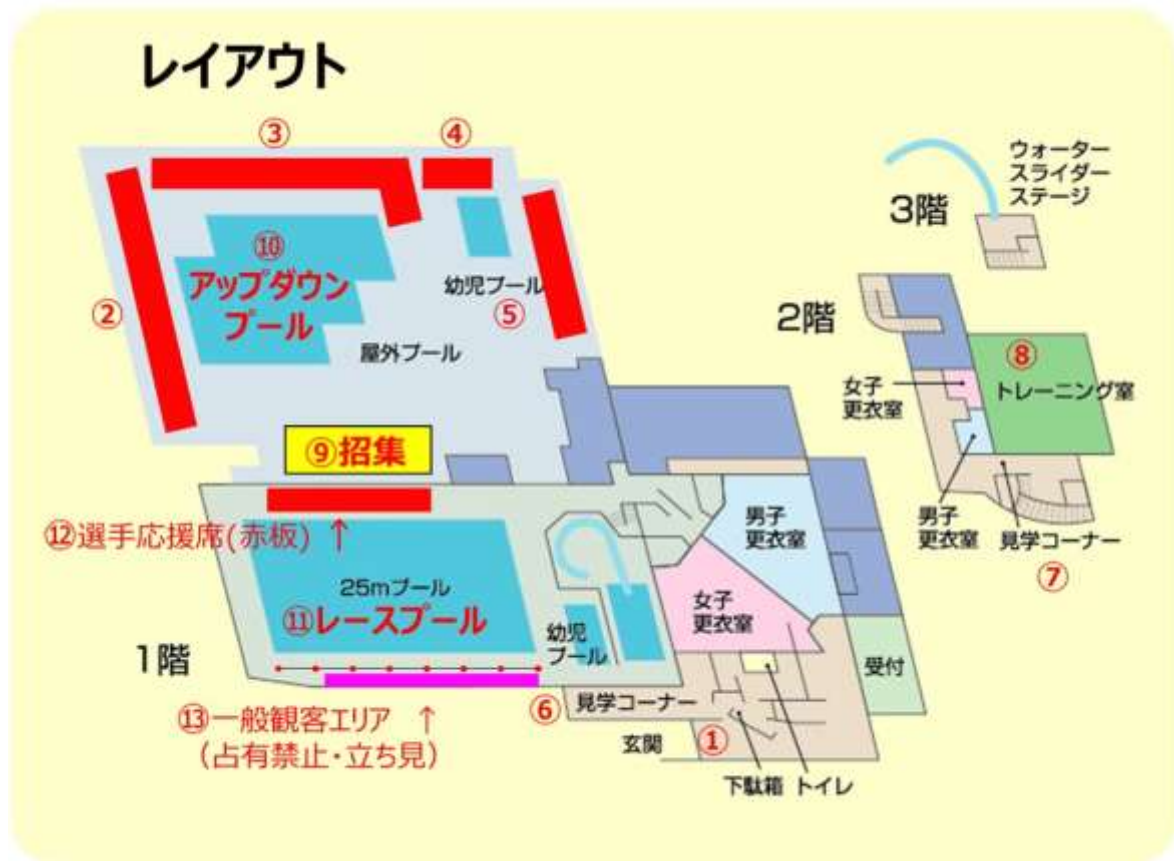 レイアウト
③
④
②
⑩
アップダウン
プール
幼児プール
⑤
屋外プール
⑨招集
⑫選手応援席(赤板) ↑
25mプール
⑪レースプール
1階
幼児
プール
男子
更衣室
女子
更衣室
受付
⑥
見学コーナー
⑬一般観客エリア ↑
(占有禁止・立ち見)
玄関
①
下駄箱
トイレ
3階
ウォーター
スライダー
ステージ
2階
⑧
トレーニング室
女子
更衣室
男子
更衣室
見学コーナー
⑦